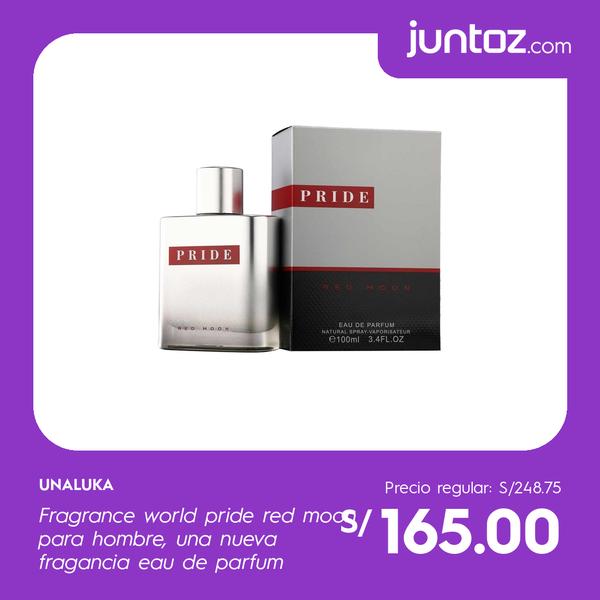 juntoz.com
PRIDE
PRIDE
RED MOON
RED MOON
EAU DE PARFUM
NATURAL SPRAY-VAPORISATEUR
℮100ml 3.4FL.OZ
UNALUKA
Precio regular: S/248.75
Fragrance world pride red moon
para hombre, una nueva
fragancia eau de parfum
S/ 165.00